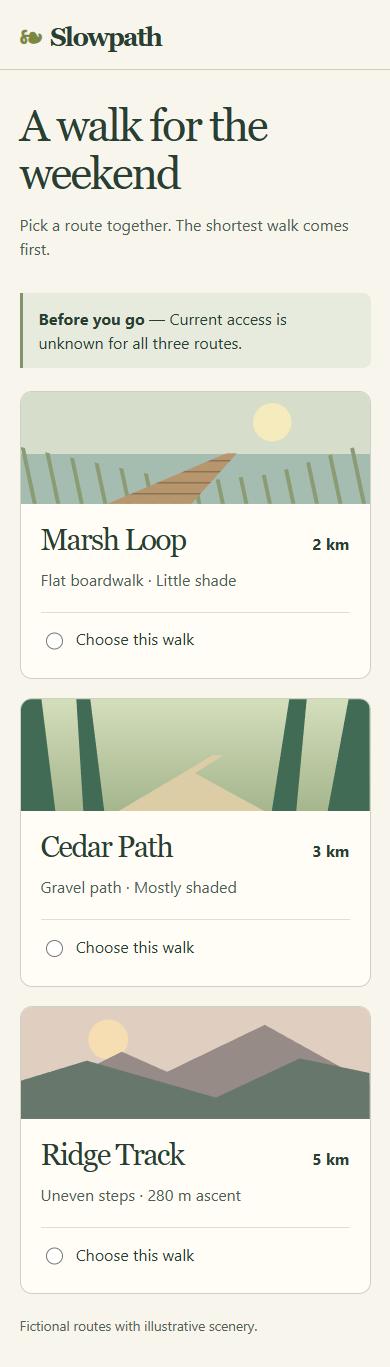 Slowpath
A walk for the
weekend
Pick a route together. The shortest walk comes
first.
Before you go — Current access is
unknown for all three routes.
Marsh Loop
2 km
Flat boardwalk · Little shade
Choose this walk
Cedar Path
3 km
Gravel path · Mostly shaded
Choose this walk
Ridge Track
5 km
Uneven steps · 280 m ascent
Choose this walk
Fictional routes with illustrative scenery.